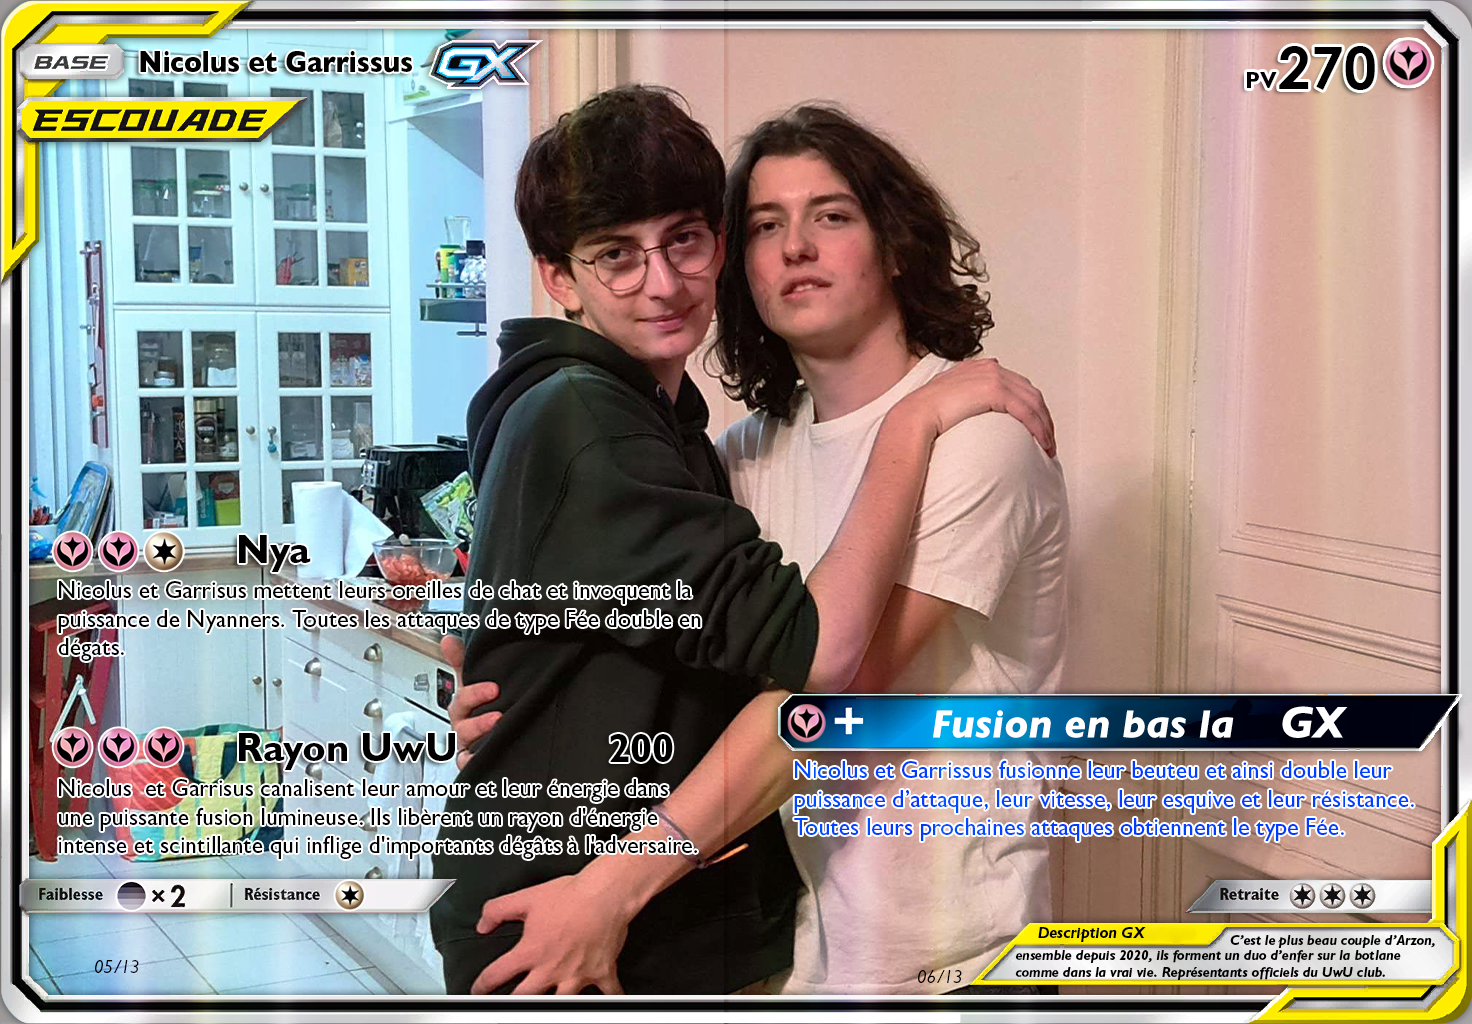 BASE Nicolus et Garrissus GX
PV270
ESCOUADE
Nya
Nicolus et Garrisus mettent leurs oreilles de chat et invoquent la
puissance de Nyanners. Toutes les attaques de type Fée double en
dégats.
Rayon UwU 200
Nicolus et Garrisus canalisent leur amour et leur énergie dans
une puissante fusion lumineuse. Ils libèrent un rayon d'énergie
intense et scintillante qui inflige d'importants dégâts à l'adversaire.
+ Fusion en bas la GX
Nicolus et Garrissus fusionne leur beuteu et ainsi double leur
puissance d'attaque, leur vitesse, leur esquive et leur résistance.
Toutes leurs prochaines attaques obtiennent le type Fée.
Faiblesse ×2 | Résistance
Retraite
Description GX
C'est le plus beau couple d'Arzon,
ensemble depuis 2020, ils forment un duo d'enfer sur la botlane
comme dans la vrai vie. Représentants officiels du UwU club.
05/13
06/13